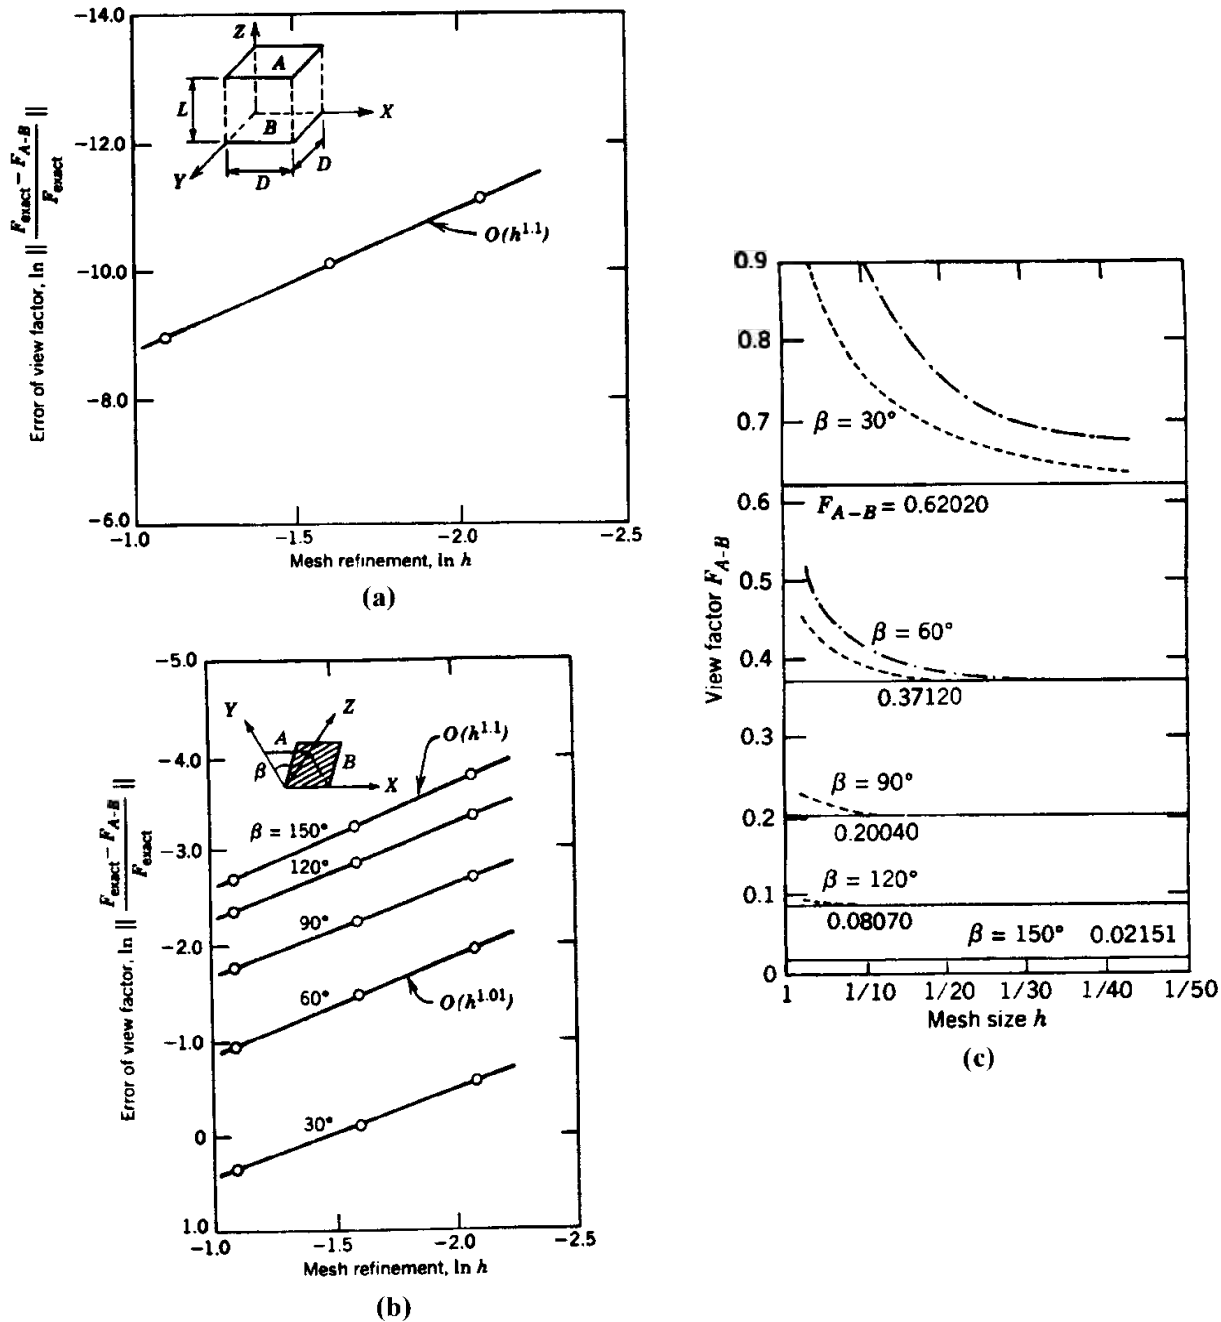 -14.0
-12.0
-10.0
-8.0
-6.0
Error of view factor, ln || F_exact − F_A-B / F_exact ||
Z
A
L
X
B
Y
D
D
O(h^1.1)
-1.0 -1.5 -2.0 -2.5
Mesh refinement, ln h
(a)
-5.0
-4.0
-3.0
-2.0
-1.0
0
1.0
Error of view factor, ln || F_exact − F_A-B / F_exact ||
Y
Z
A
B
β
X
O(h^1.1)
β = 150°
120°
90°
60°
O(h^1.01)
30°
-1.0 -1.5 -2.0 -2.5
Mesh refinement, ln h
(b)
0.9
0.8
0.7
0.6
0.5
0.4
0.3
0.2
0.1
0
View factor F_A-B
β = 30°
F_A-B = 0.62020
β = 60°
0.37120
β = 90°
0.20040
β = 120°
0.08070
β = 150° 0.02151
1 1/10 1/20 1/30 1/40 1/50
Mesh size h
(c)